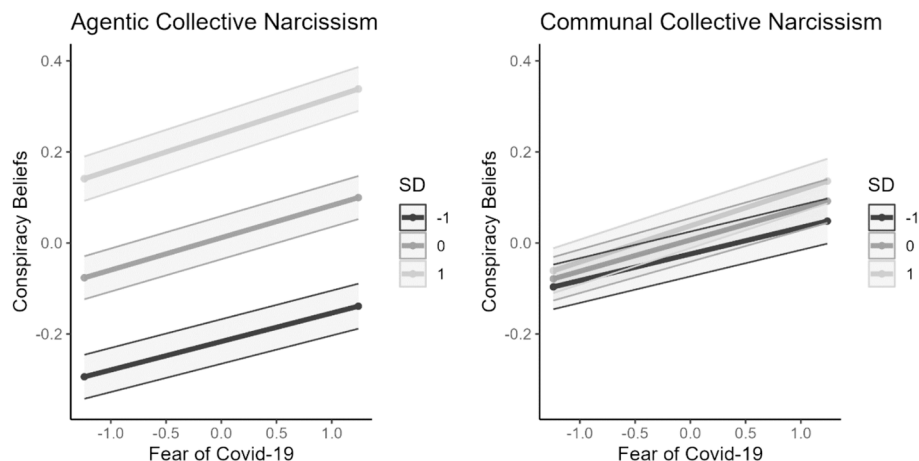 Agentic Collective Narcissism
Communal Collective Narcissism
Conspiracy Beliefs
0.4
0.2
0.0
-0.2
-1.0 -0.5 0.0 0.5 1.0
Fear of Covid-19
SD
-1
0
1
Conspiracy Beliefs
0.4
0.2
0.0
-0.2
-1.0 -0.5 0.0 0.5 1.0
Fear of Covid-19
SD
-1
0
1